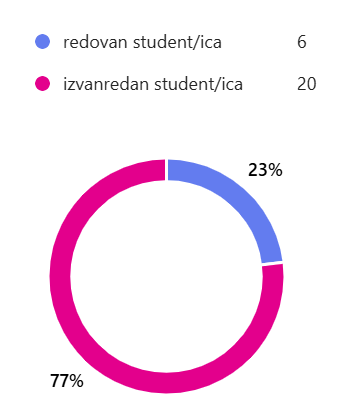 redovan student/ica 6
izvanredan student/ica 20
23%
77%